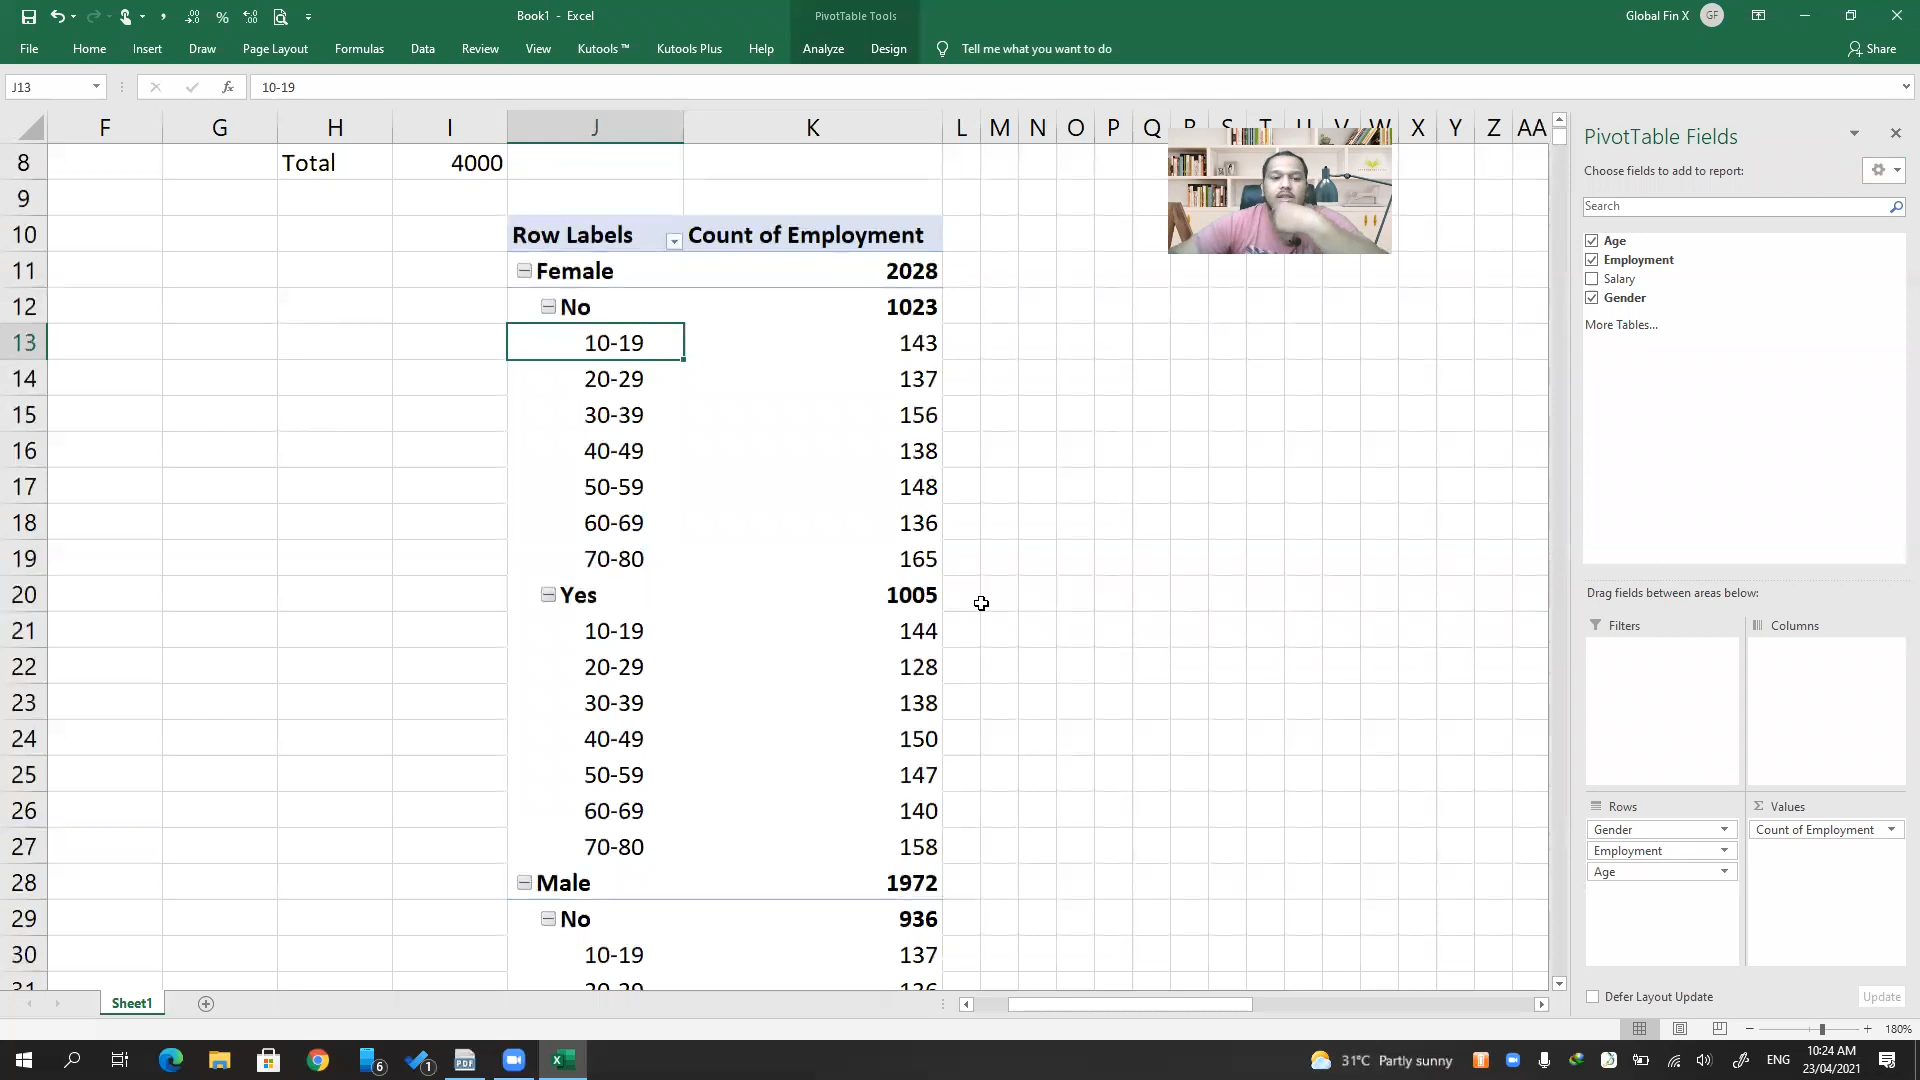 Book1 - Excel
PivotTable Tools
Global Fin X
GF
File
Home
Insert
Draw
Page Layout
Formulas
Data
Review
View
Kutools ™
Kutools Plus
Help
Analyze
Design
Tell me what you want to do
Share
J13
fx
10-19
F G H I J K L M N O P Q R S T U V W X Y Z AA
8 Total 4000
9
10 Row Labels Count of Employment
11 Female 2028
12 No 1023
13 10-19 143
14 20-29 137
15 30-39 156
16 40-49 138
17 50-59 148
18 60-69 136
19 70-80 165
20 Yes 1005
21 10-19 144
22 20-29 128
23 30-39 138
24 40-49 150
25 50-59 147
26 60-69 140
27 70-80 158
28 Male 1972
29 No 936
30 10-19 137
31 20-29 136
PivotTable Fields
Choose fields to add to report:
Search
Age
Employment
Salary
Gender
More Tables...
Drag fields between areas below:
Filters
Columns
Rows
Values
Gender
Count of Employment
Employment
Age
Defer Layout Update
Update
Sheet1
180%
6
1
PDF
31°C Partly sunny
ENG
10:24 AM
23/04/2021